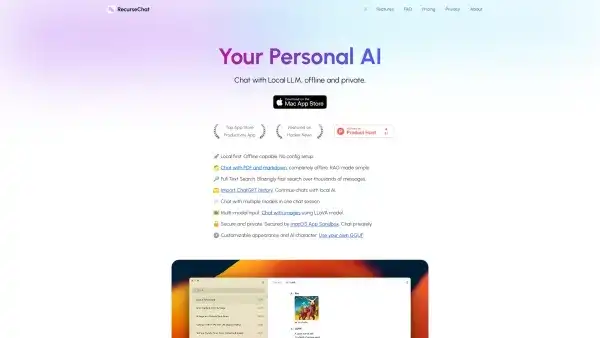 RecurseChat
Features FAQ Pricing Privacy About
Your Personal AI
Chat with Local LLM, offline and private.
Download on the
Mac App Store
Top App Store
Productivity App
Featured on
Hacker News
Product Hunt
Local first. Offline capable. No config setup.
Chat with PDF and markdown, completely offline. RAG made simple.
Full Text Search. Blazingly fast search over thousands of messages.
Import ChatGPT history. Continue chats with local AI.
Chat with multiple models in one chat session.
Multi-modal input. Chat with images using LLaVA model.
Secure and private. Secured by macOS App Sandbox. Chat privately.
Customizable appearance and AI character. Use your own GGUF.